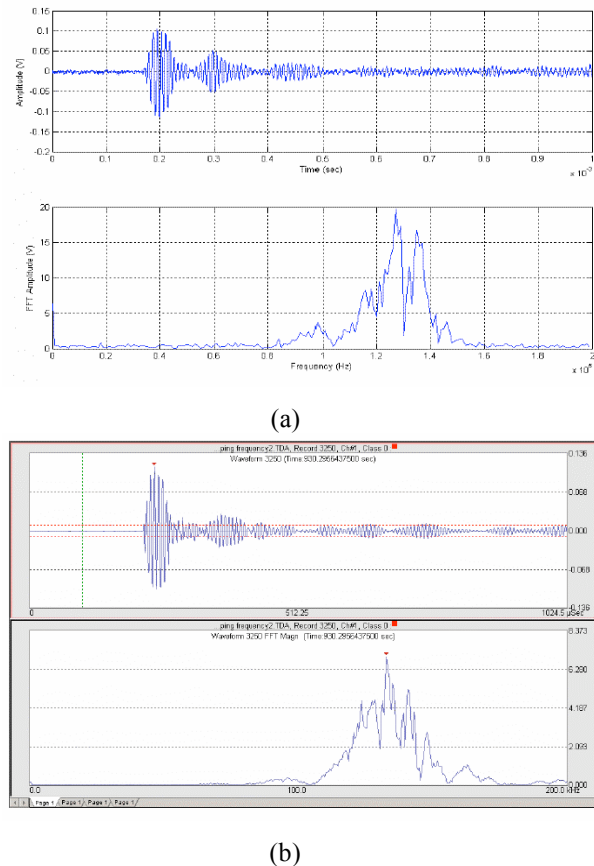 0.15
0.1
0.05
0
-0.05
-0.1
-0.15
-0.2
Amplitude (V)
0 0.1 0.2 0.3 0.4 0.5 0.6 0.7 0.8 0.9 1
Time (sec)
x 10
20
15
10
5
0
FFT Amplitude (V)
0 0.2 0.4 0.6 0.8 1.0 1.2 1.4 1.6 1.8 2
Frequency (Hz)
x 10
(a)
...ping frequency2.TDA, Record 3250, Ch#1, Class 0
Waveform 3250 (Time 930.2956437500 sec)
0.136
0.068
0.000
-0.068
-0.136
0 512.25 1024.5 µSec
...ping frequency2.TDA, Record 3250, Ch#1, Class 0
Waveform 3250 FFT Magn (Time 930.2956437500 sec)
8.373
6.280
4.187
2.093
0.000
0.0 100.0 200.0 kHz
Page 1 Page 1 Page 1 Page 1
(b)